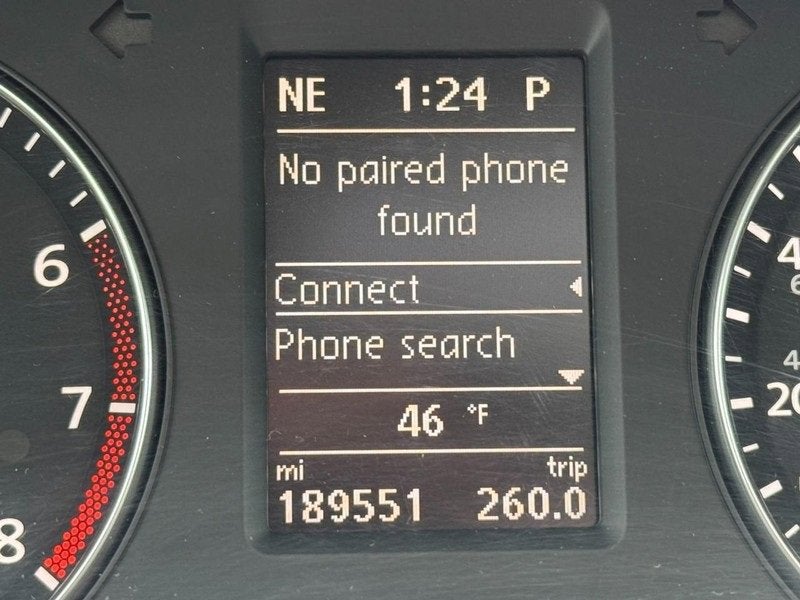 NE 1:24 P
No paired phone
found
Connect
Phone search
46 °F
mi trip
189551 260.0
6
7
8
20